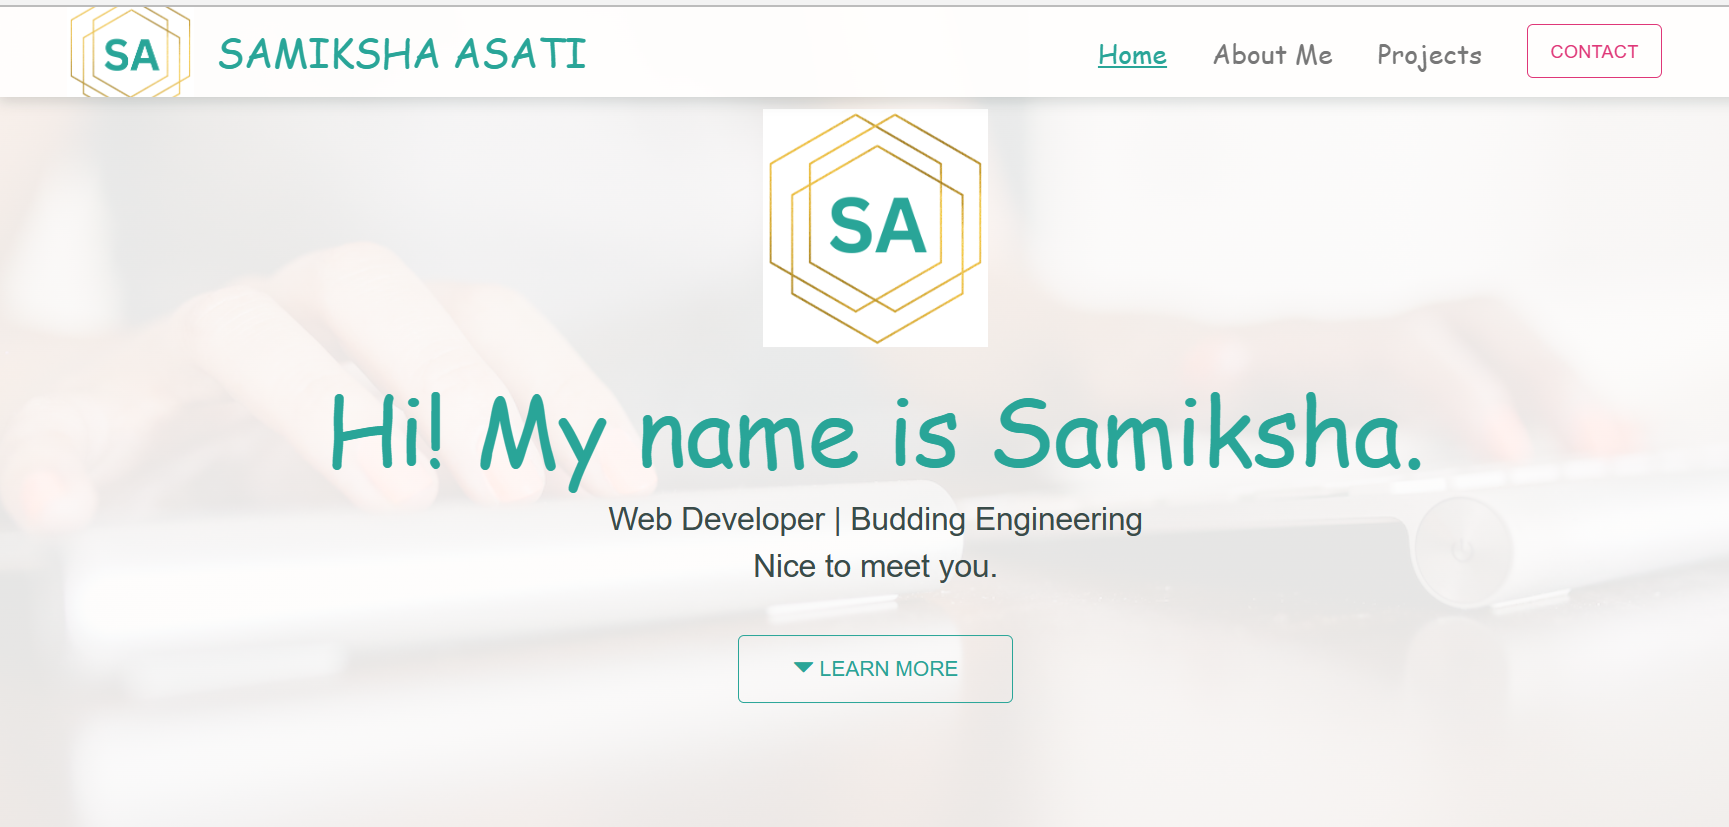 SA
SAMIKSHA ASATI
Home
About Me
Projects
CONTACT
SA
Hi! My name is Samiksha.
Web Developer | Budding Engineering
Nice to meet you.
LEARN MORE